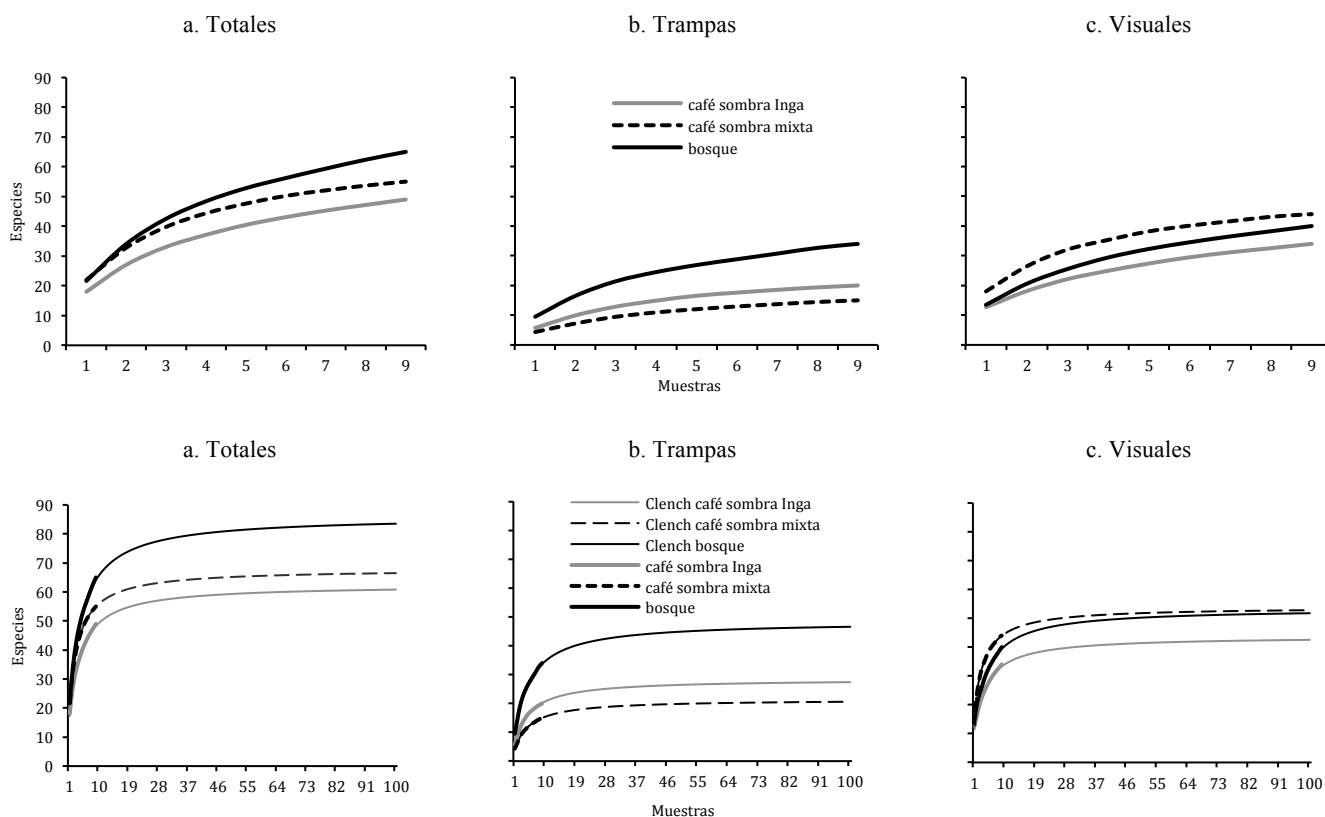 a. Totales
b. Trampas
c. Visuales
90
80
70
60
50
40
30
20
10
0
Especies
1 2 3 4 5 6 7 8 9
café sombra Inga
café sombra mixta
bosque
1 2 3 4 5 6 7 8 9
Muestras
1 2 3 4 5 6 7 8 9
a. Totales
b. Trampas
c. Visuales
90
80
70
60
50
40
30
20
10
0
Especies
1 10 19 28 37 46 55 64 73 82 91 100
Clench café sombra Inga
Clench café sombra mixta
Clench bosque
café sombra Inga
café sombra mixta
bosque
1 10 19 28 37 46 55 64 73 82 91 100
Muestras
1 10 19 28 37 46 55 64 73 82 91 100